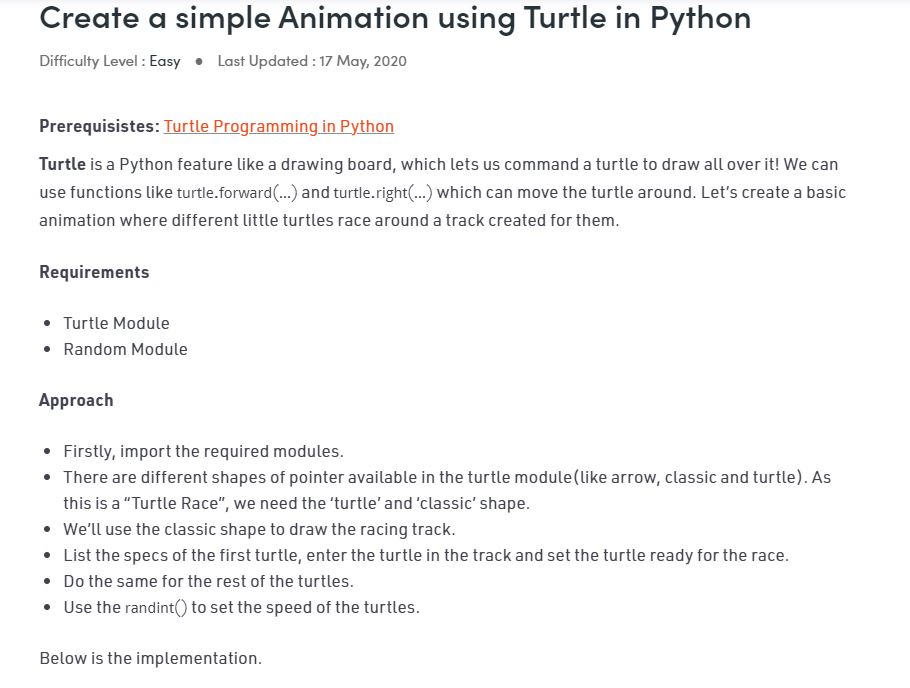 Create a simple Animation using Turtle in Python
Difficulty Level : Easy ● Last Updated : 17 May, 2020
Prerequisistes: Turtle Programming in Python
Turtle is a Python feature like a drawing board, which lets us command a turtle to draw all over it! We can
use functions like turtle.forward(...) and turtle.right(...) which can move the turtle around. Let's create a basic
animation where different little turtles race around a track created for them.
Requirements
• Turtle Module
• Random Module
Approach
• Firstly, import the required modules.
• There are different shapes of pointer available in the turtle module(like arrow, classic and turtle). As
this is a “Turtle Race”, we need the ‘turtle’ and ‘classic’ shape.
• We’ll use the classic shape to draw the racing track.
• List the specs of the first turtle, enter the turtle in the track and set the turtle ready for the race.
• Do the same for the rest of the turtles.
• Use the randint() to set the speed of the turtles.
Below is the implementation.